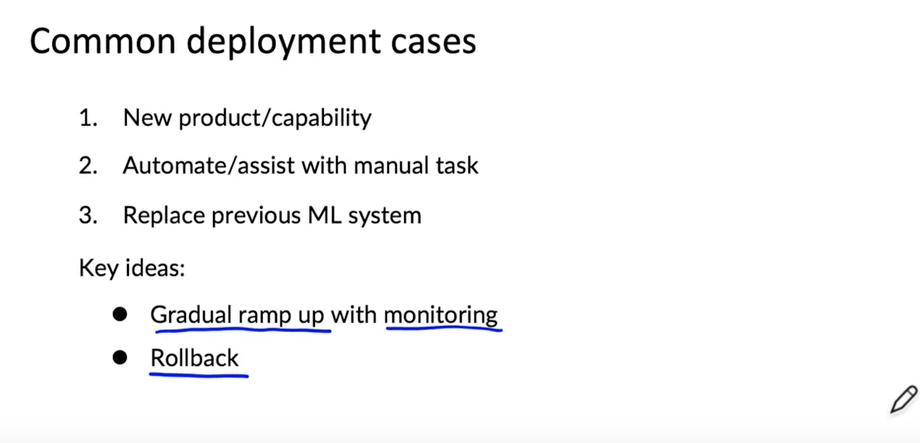 Common deployment cases
1. New product/capability
2. Automate/assist with manual task
3. Replace previous ML system
Key ideas:
● Gradual ramp up with monitoring
● Rollback